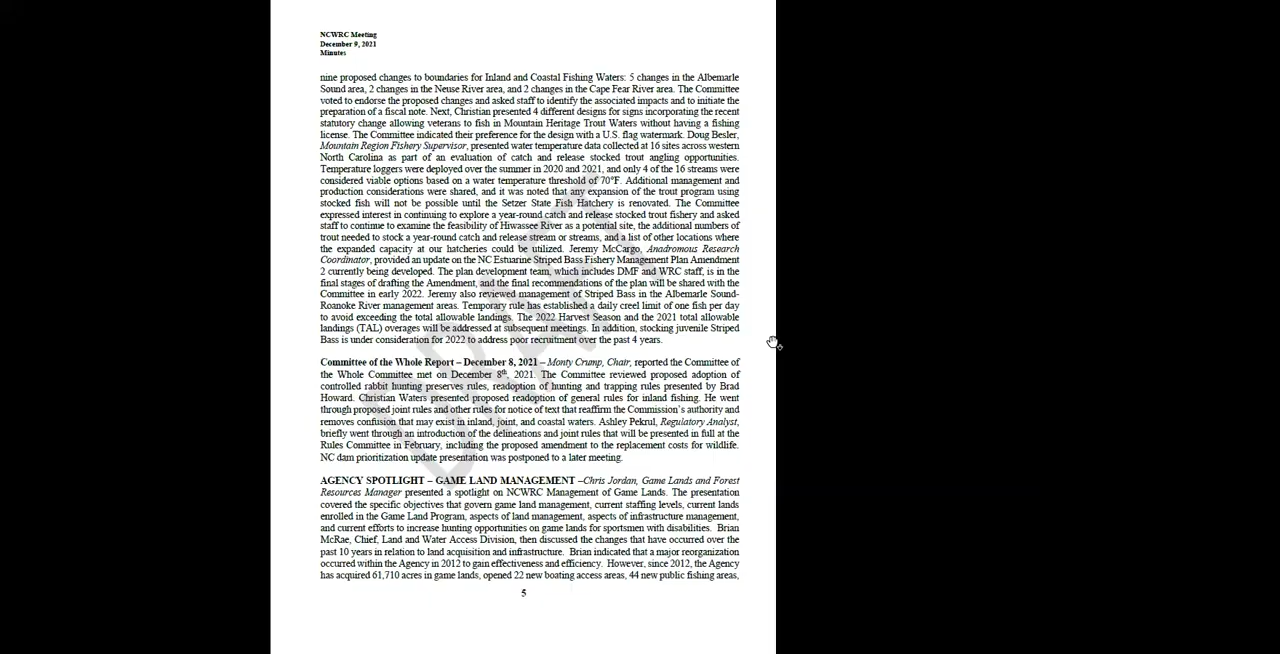 NCWRC Meeting
December 9, 2021
Minutes
nine proposed changes to boundaries for Inland and Coastal Fishing Waters: 5 changes in the Albemarle
Sound area, 2 changes in the Neuse River area, and 2 changes in the Cape Fear River area. The Committee
voted to endorse the proposed changes and asked staff to identify the associated impacts and to initiate the
preparation of a fiscal note. Next, Christian presented 4 different designs for signs incorporating the recent
statutory change allowing veterans to fish in Mountain Heritage Trout Waters without having a fishing
license. The Committee indicated their preference for the design with a U.S. flag watermark. Doug Besler,
Mountain Region Fishery Supervisor, presented water temperature data collected at 16 sites across western
North Carolina as part of an evaluation of catch and release stocked trout angling opportunities.
Temperature loggers were deployed over the summer in 2020 and 2021, and only 4 of the 16 streams were
considered viable options based on a water temperature threshold of 70°F. Additional management and
production considerations were shared, and it was noted that any expansion of the trout program using
stocked fish will not be possible until the Setzer State Fish Hatchery is renovated. The Committee
expressed interest in continuing to explore a year-round catch and release stocked trout fishery and asked
staff to continue to examine the feasibility of Hiwassee River as a potential site, the additional numbers of
trout needed to stock a year-round catch and release stream or streams, and a list of other locations where
the expanded capacity at our hatcheries could be utilized. Jeremy McCargo, Anadromous Research
Coordinator, provided an update on the NC Estuarine Striped Bass Fishery Management Plan Amendment
2 currently being developed. The plan development team, which includes DMF and WRC staff, is in the
final stages of drafting the Amendment, and the final recommendations of the plan will be shared with the
Committee in early 2022. Jeremy also reviewed management of Striped Bass in the Albemarle Sound-
Roanoke River management areas. Temporary rule has established a daily creel limit of one fish per day
to avoid exceeding the total allowable landings. The 2022 Harvest Season and the 2021 total allowable
landings (TAL) overages will be addressed at subsequent meetings. In addition, stocking juvenile Striped
Bass is under consideration for 2022 to address poor recruitment over the past 4 years.
Committee of the Whole Report – December 8, 2021 – Monty Crump, Chair, reported the Committee of
the Whole Committee met on December 8th, 2021. The Committee reviewed proposed adoption of
controlled rabbit hunting preserve rules, readoption of hunting and trapping rules presented by Brad
Howard. Christian Waters presented proposed readoption of general rules for inland fishing. He went
through proposed joint rules and other rules for notice of text that reaffirm the Commission's authority and
removes confusion that may exist in inland, joint, and coastal waters. Ashley Pekrul, Regulatory Analyst,
briefly went through an introduction of the delineations and joint rules that will be presented in full at the
Rules Committee in February, including the proposed amendment to the replacement costs for wildlife.
NC dam prioritization update presentation was postponed to a later meeting.
AGENCY SPOTLIGHT – GAME LAND MANAGEMENT –Chris Jordan, Game Lands and Forest
Resources Manager presented a spotlight on NCWRC Management of Game Lands. The presentation
covered the specific objectives that govern game land management, current staffing levels, current lands
enrolled in the Game Land Program, aspects of land management, aspects of infrastructure management,
and current efforts to increase hunting opportunities on game lands for sportsmen with disabilities. Brian
McRae, Chief, Land and Water Access Division, then discussed the changes that have occurred over the
past 10 years in relation to land acquisition and infrastructure. Brian indicated that a major reorganization
occurred within the Agency in 2012 to gain effectiveness and efficiency. However, since 2012, the Agency
has acquired 61,710 acres in game lands, opened 22 new boating access areas, 44 new public fishing areas,
5
DRAFT